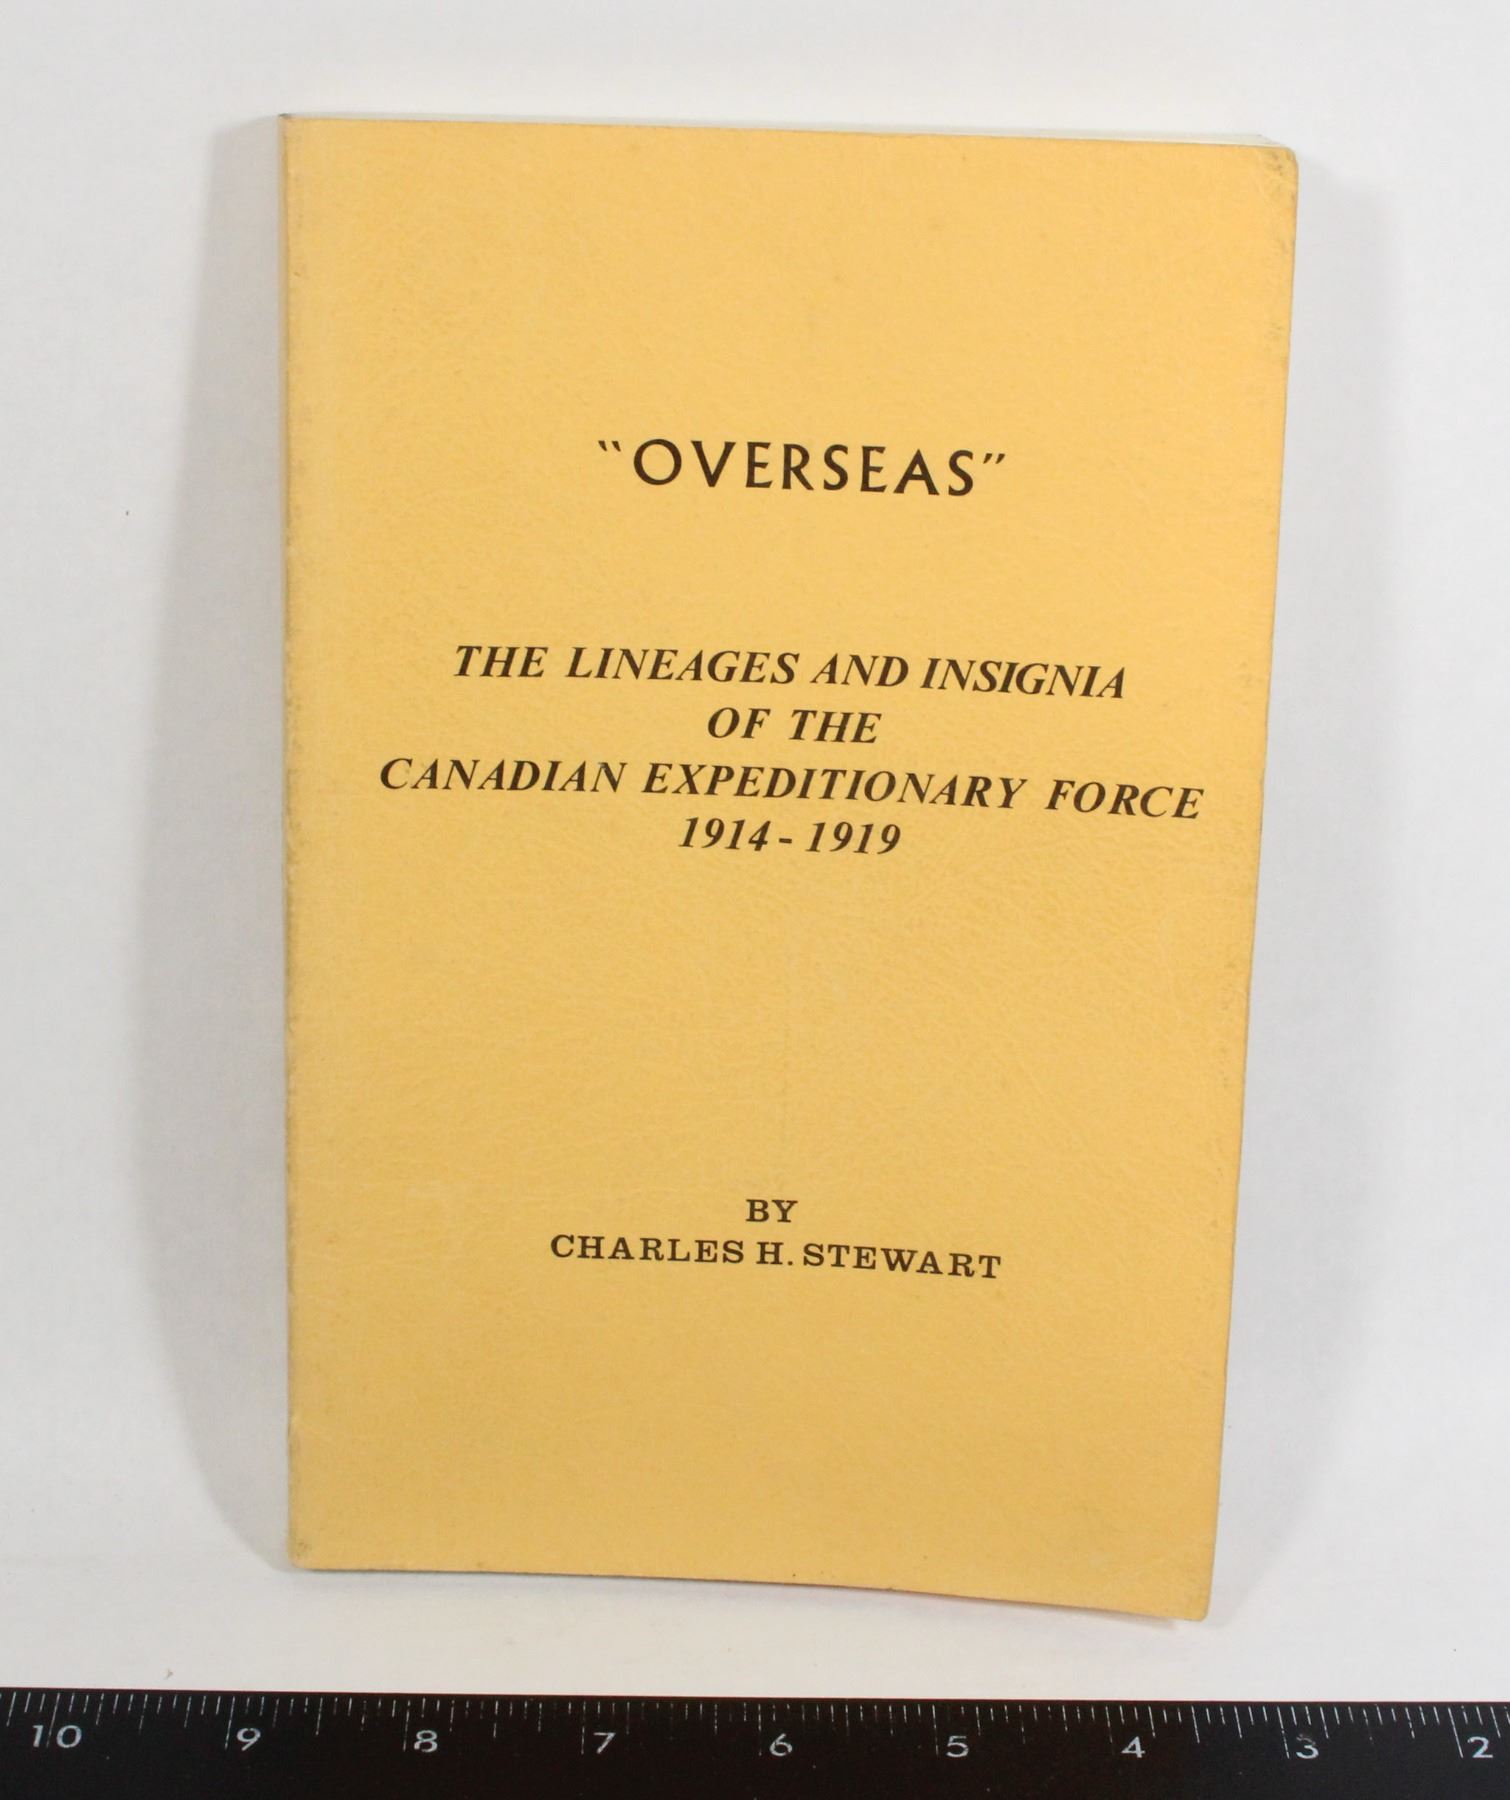 "OVERSEAS"
THE LINEAGES AND INSIGNIA
OF THE
CANADIAN EXPEDITIONARY FORCE
1914 - 1919
BY
CHARLES H. STEWART
10 9 8 7 6 5 4 3 2